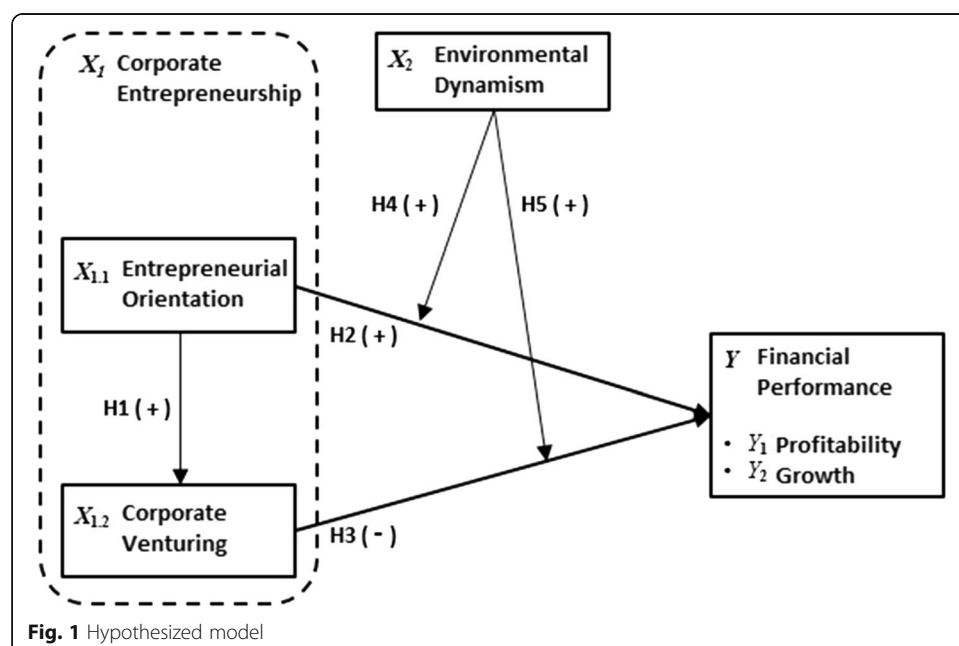 X₁ Corporate
Entrepreneurship
X₂ Environmental
Dynamism
H4 ( + )
H5 ( + )
X₁.₁ Entrepreneurial
Orientation
H2 ( + )
H1 ( + )
Y Financial
Performance
• Y₁ Profitability
• Y₂ Growth
X₁.₂ Corporate
Venturing
H3 ( - )
Fig. 1 Hypothesized model